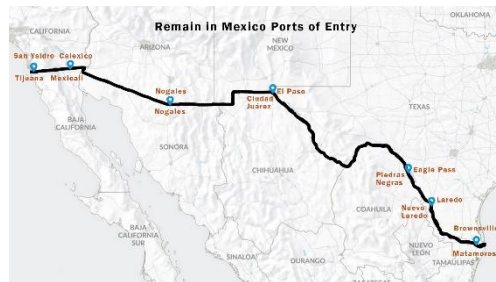 Remain in Mexico Ports of Entry
OKLAHOMA
CALIFORNIA
ARIZONA
NEW
MEXICO
San Ysidro
Calexico
Tijuana
Mexicali
Nogales
Nogales
El Paso
Ciudad
Juarez
TEXAS
BAJA
CALIFORNIA
SONORA
CHIHUAHUA
Piedras
Negras
Eagle Pass
COAHUILA
Laredo
Nuevo
Laredo
BAJA
CALIFORNIA
SUR
Brownsville
Matamoros
NUEVO
LEÓN
TAMAULIPAS
SINALOA
DURANGO
ZACATECAS